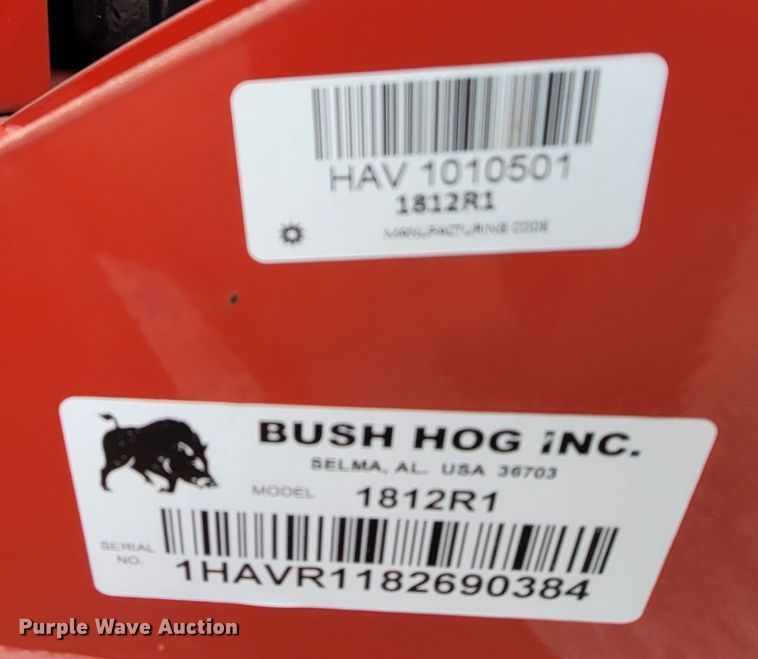 HAV 1010501
1812R1
MANUFACTURING CODE
BUSH HOG INC.
SELMA, AL. USA 36703
MODEL 1812R1
SERIAL NO.
1HAVR1182690384
Purple Wave Auction